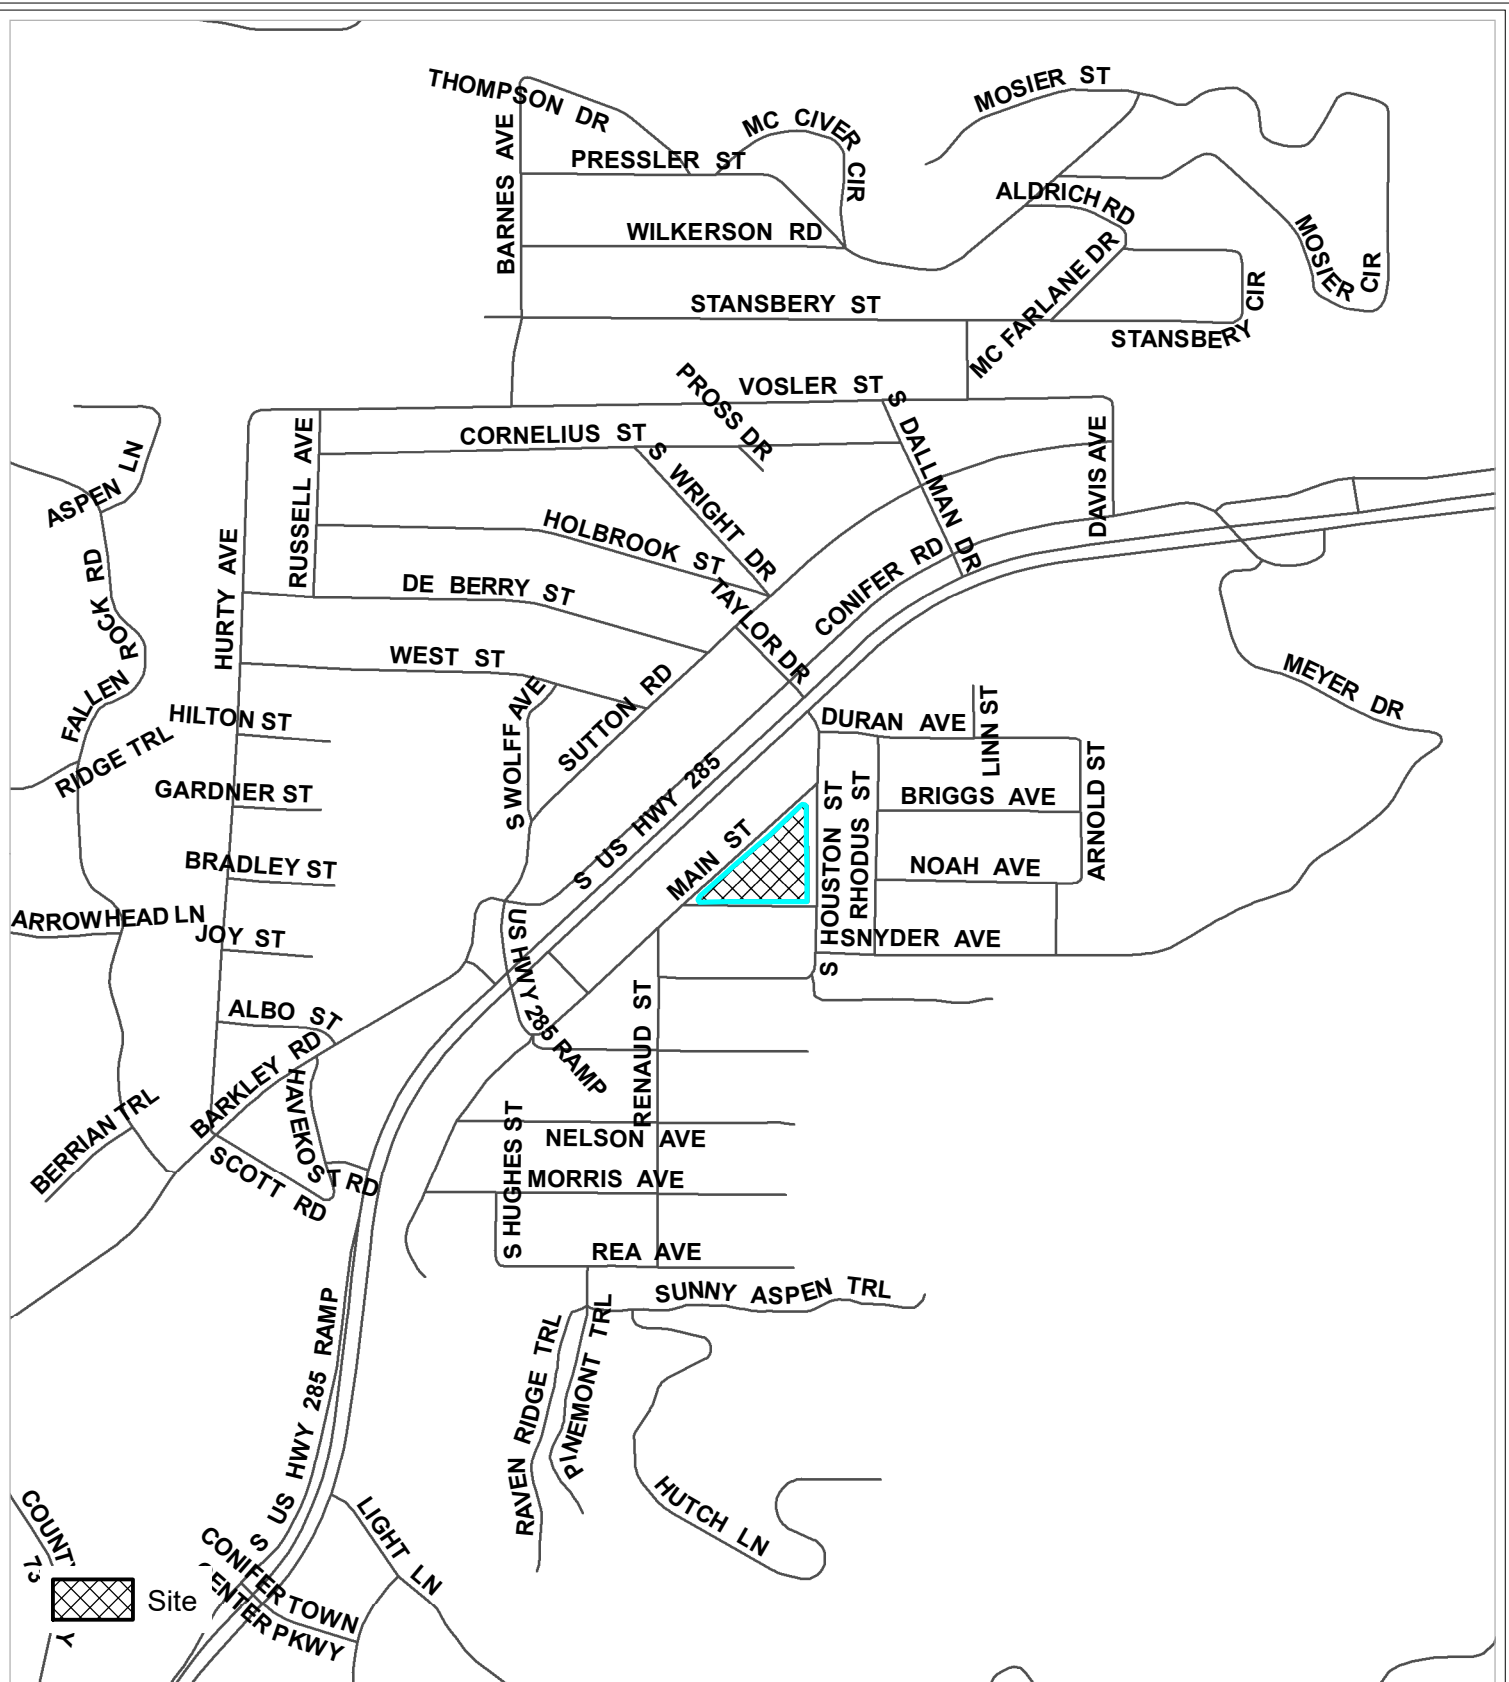 THOMPSON DR
MOSIER ST
MC CIVER CIR
BARNES AVE
PRESSLER ST
ALDRICH RD
WILKERSON RD
MOSIER CIR
MC FARLANE DR
STANSBERY ST
STANSBERY CIR
VOSLER ST
PROSS DR
S DALLMAN DR
DAVIS AVE
CORNELIUS ST
S WRIGHT DR
RUSSELL AVE
ASPEN LN
HOLBROOK ST
HURTY AVE
FALLEN ROCK RD
DE BERRY ST
TAYLOR DR
CONIFER RD
WEST ST
MEYER DR
SUTTON RD
S WOLFF AVE
HILTON ST
DURAN AVE
LINN ST
RIDGE TRL
GARDNER ST
S US HWY 285
BRIGGS AVE
ARNOLD ST
S HOUSTON ST
RHODUS ST
MAIN ST
BRADLEY ST
NOAH AVE
ARROWHEAD LN
JOY ST
SNYDER AVE
US HWY 285 RAMP
ALBO ST
RENAUD ST
BARKLEY RD
HAVEKOST RD
BERRIAN TRL
SCOTT RD
S HUGHES ST
NELSON AVE
MORRIS AVE
REA AVE
SUNNY ASPEN TRL
S US HWY 285 RAMP
RAVEN RIDGE TRL
PINEMONT TRL
HUTCH LN
LIGHT LN
CONIFER TOWN
CENTER PKWY
COUNTY
73
Site